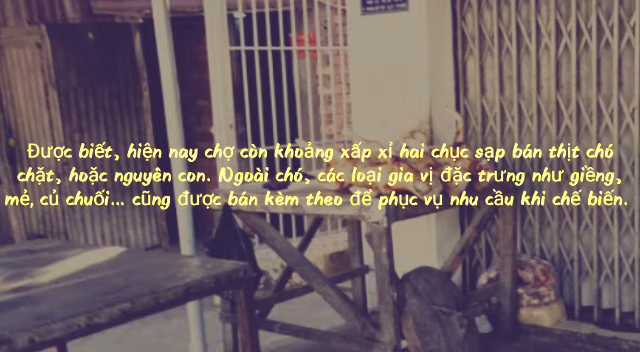 Được biết, hiện nay chợ còn khoảng xấp xỉ hai chục sạp bán thịt chó
chặt, hoặc nguyên con. Ngoài chó, các loại gia vị đặc trưng như giềng,
mẻ, củ chuối... cũng được bán kèm theo để phục vụ nhu cầu khi chế biến.